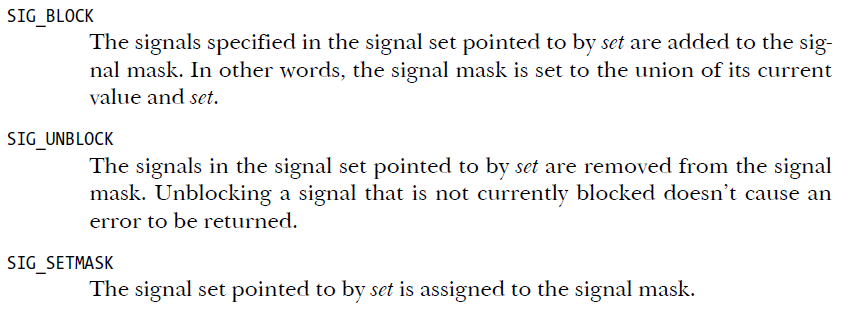 SIG_BLOCK
The signals specified in the signal set pointed to by set are added to the sig-
nal mask. In other words, the signal mask is set to the union of its current
value and set.
SIG_UNBLOCK
The signals in the signal set pointed to by set are removed from the signal
mask. Unblocking a signal that is not currently blocked doesn’t cause an
error to be returned.
SIG_SETMASK
The signal set pointed to by set is assigned to the signal mask.